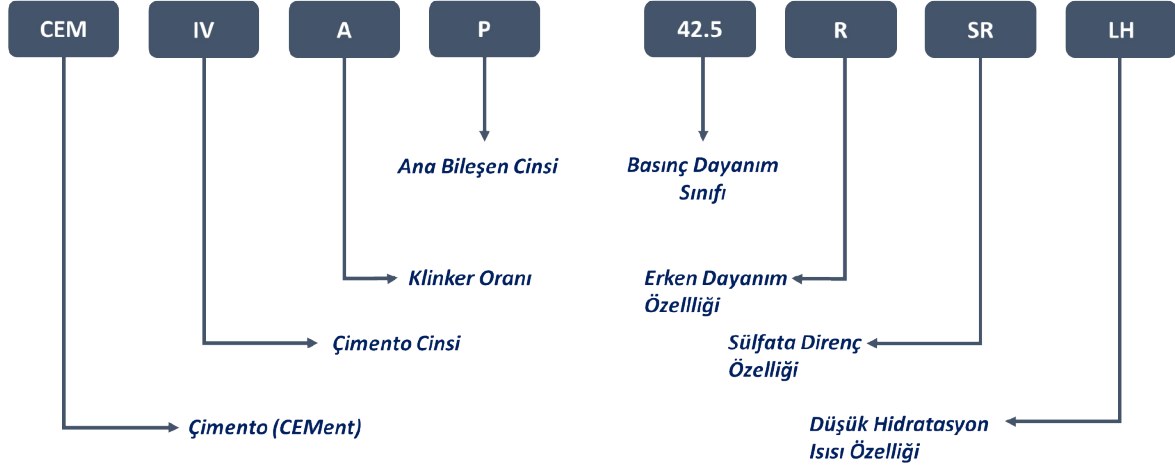 CEM IV A P 42.5 R SR LH
Ana Bileşen Cinsi
Basınç Dayanım
Sınıfı
Klinker Oranı
Erken Dayanım
Özellliği
Çimento Cinsi
Sülfata Direnç
Özelliği
Çimento (CEMent)
Düşük Hidratasyon
Isısı Özelliği